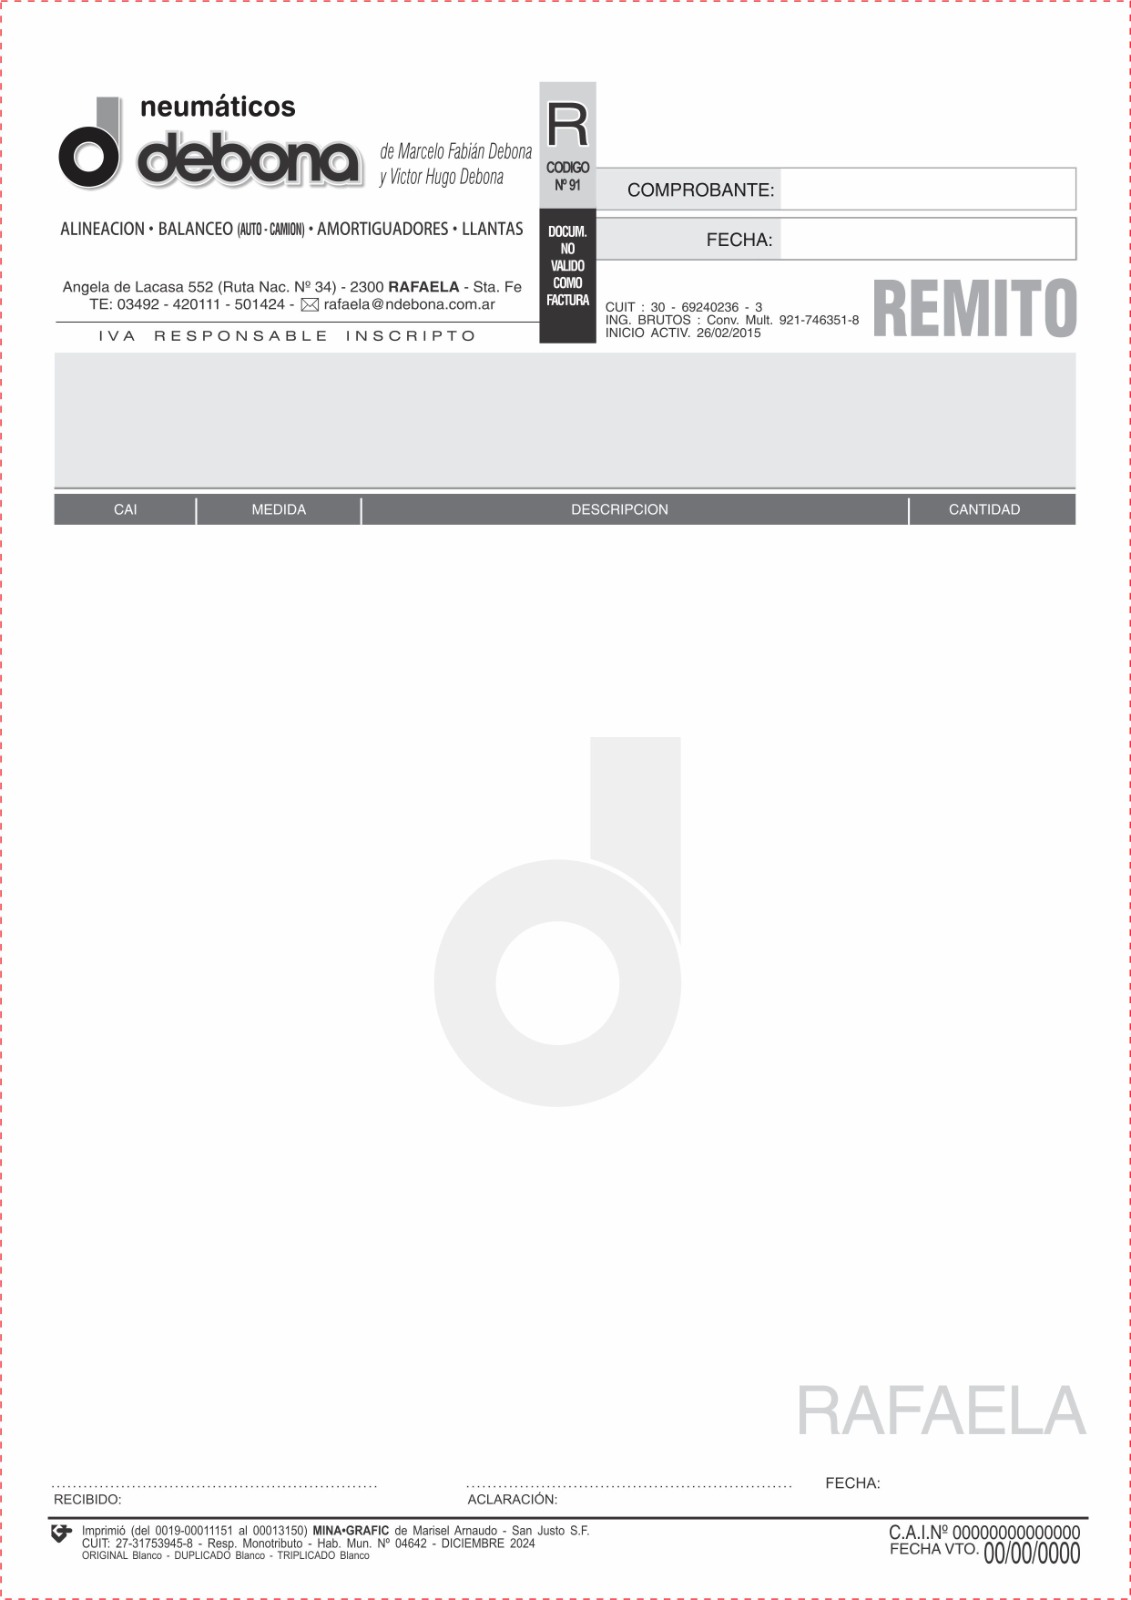 neumáticos
debona
de Marcelo Fabián Debona
y Victor Hugo Debona
ALINEACION • BALANCEO (AUTO - CAMION) • AMORTIGUADORES • LLANTAS
Angela de Lacasa 552 (Ruta Nac. Nº 34) - 2300 RAFAELA - Sta. Fe
TE: 03492 - 420111 - 501424 - rafaela@ndebona.com.ar
IVA RESPONSABLE INSCRIPTO
R
CODIGO
Nº 91
DOCUM.
NO
VALIDO
COMO
FACTURA
COMPROBANTE:
FECHA:
CUIT : 30 - 69240236 - 3
ING. BRUTOS : Conv. Mult. 921-746351-8
INICIO ACTIV. 26/02/2015
REMITO
CAI MEDIDA DESCRIPCION CANTIDAD
d
RAFAELA
RECIBIDO:
ACLARACIÓN:
FECHA:
Imprimió (del 0019-00011151 al 00013150) MINA•GRAFIC de Marisel Arnaudo - San Justo S.F.
CUIT: 27-31753945-8 - Resp. Monotributo - Hab. Mun. Nº 04642 - DICIEMBRE 2024
ORIGINAL Blanco - DUPLICADO Blanco - TRIPLICADO Blanco
C.A.I.Nº 00000000000000
FECHA VTO. 00/00/0000